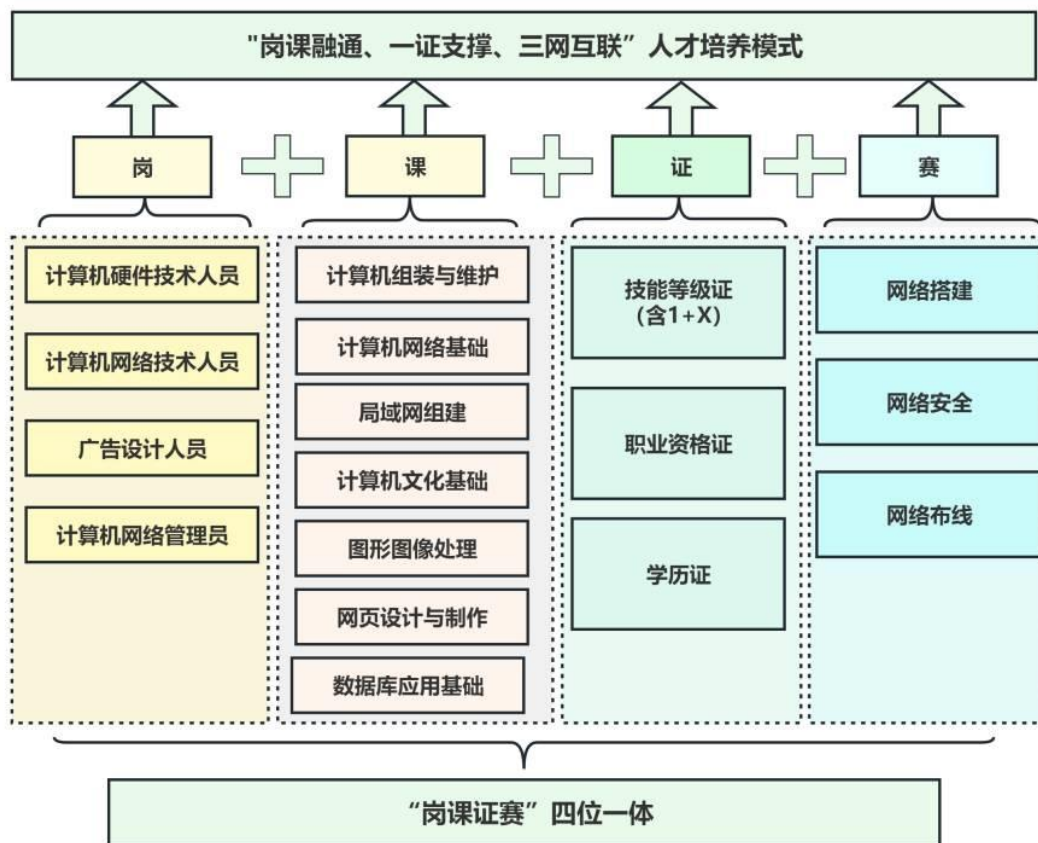 "岗课融通、一证支撑、三网互联”人才培养模式
岗
课
证
赛
计算机硬件技术人员
计算机网络技术人员
广告设计人员
计算机网络管理员
计算机组装与维护
计算机网络基础
局域网组建
计算机文化基础
图形图像处理
网页设计与制作
数据库应用基础
技能等级证
（含1+X）
职业资格证
学历证
网络搭建
网络安全
网络布线
“岗课证赛”四位一体